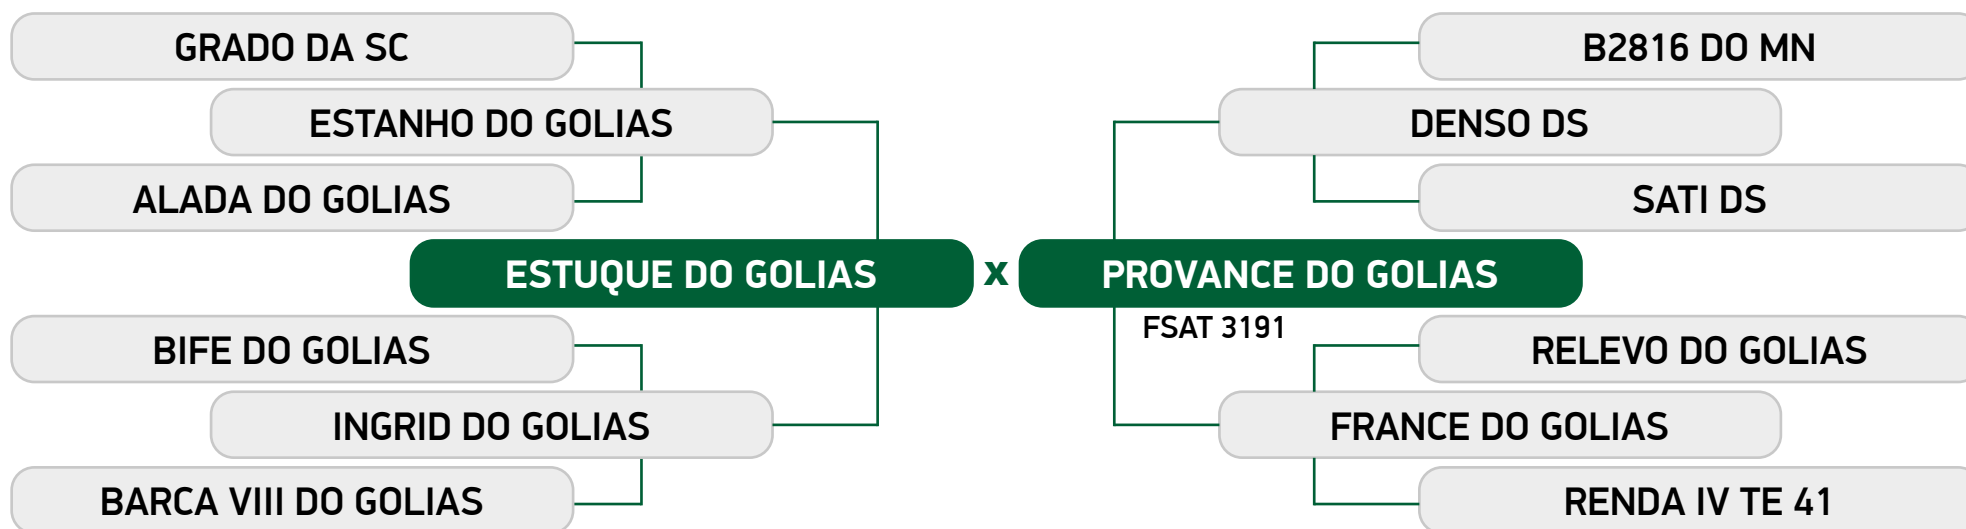 GRADO DA SC
B2816 DO MN
ESTANHO DO GOLIAS
DENSO DS
ALADA DO GOLIAS
SATI DS
ESTUQUE DO GOLIAS x PROVANCE DO GOLIAS
FSAT 3191
BIFE DO GOLIAS
RELEVO DO GOLIAS
INGRID DO GOLIAS
FRANCE DO GOLIAS
BARCA VIII DO GOLIAS
RENDA IV TE 41